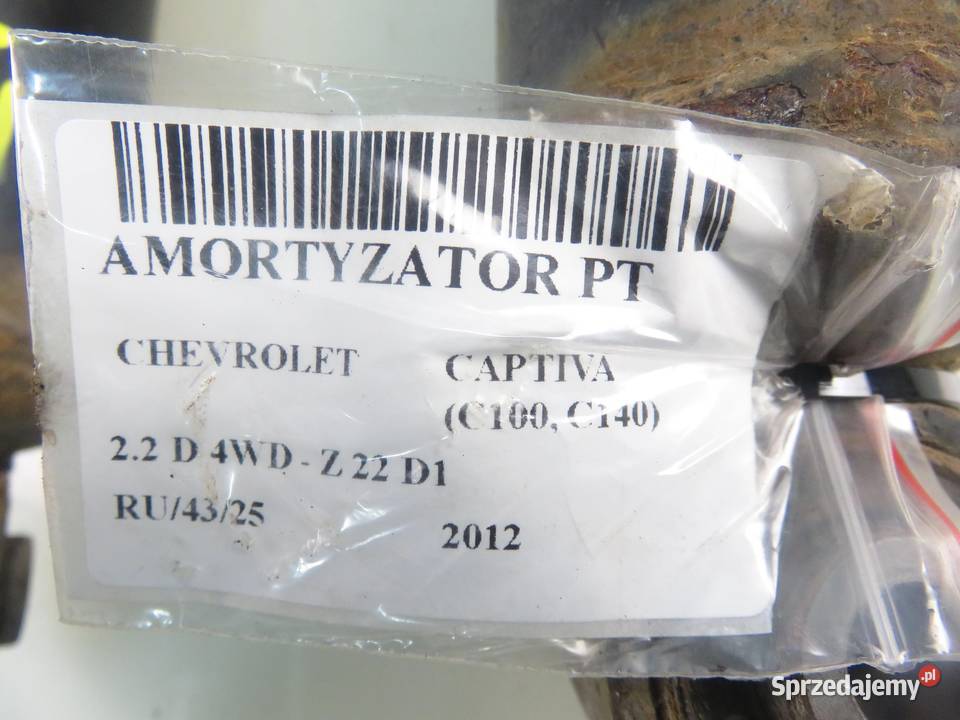 AMORTYZATOR PT
CHEVROLET CAPTIVA
(C100, C140)
2.2 D 4WD - Z 22 D1
RU/43/25
2012
Sprzedajemy.pl